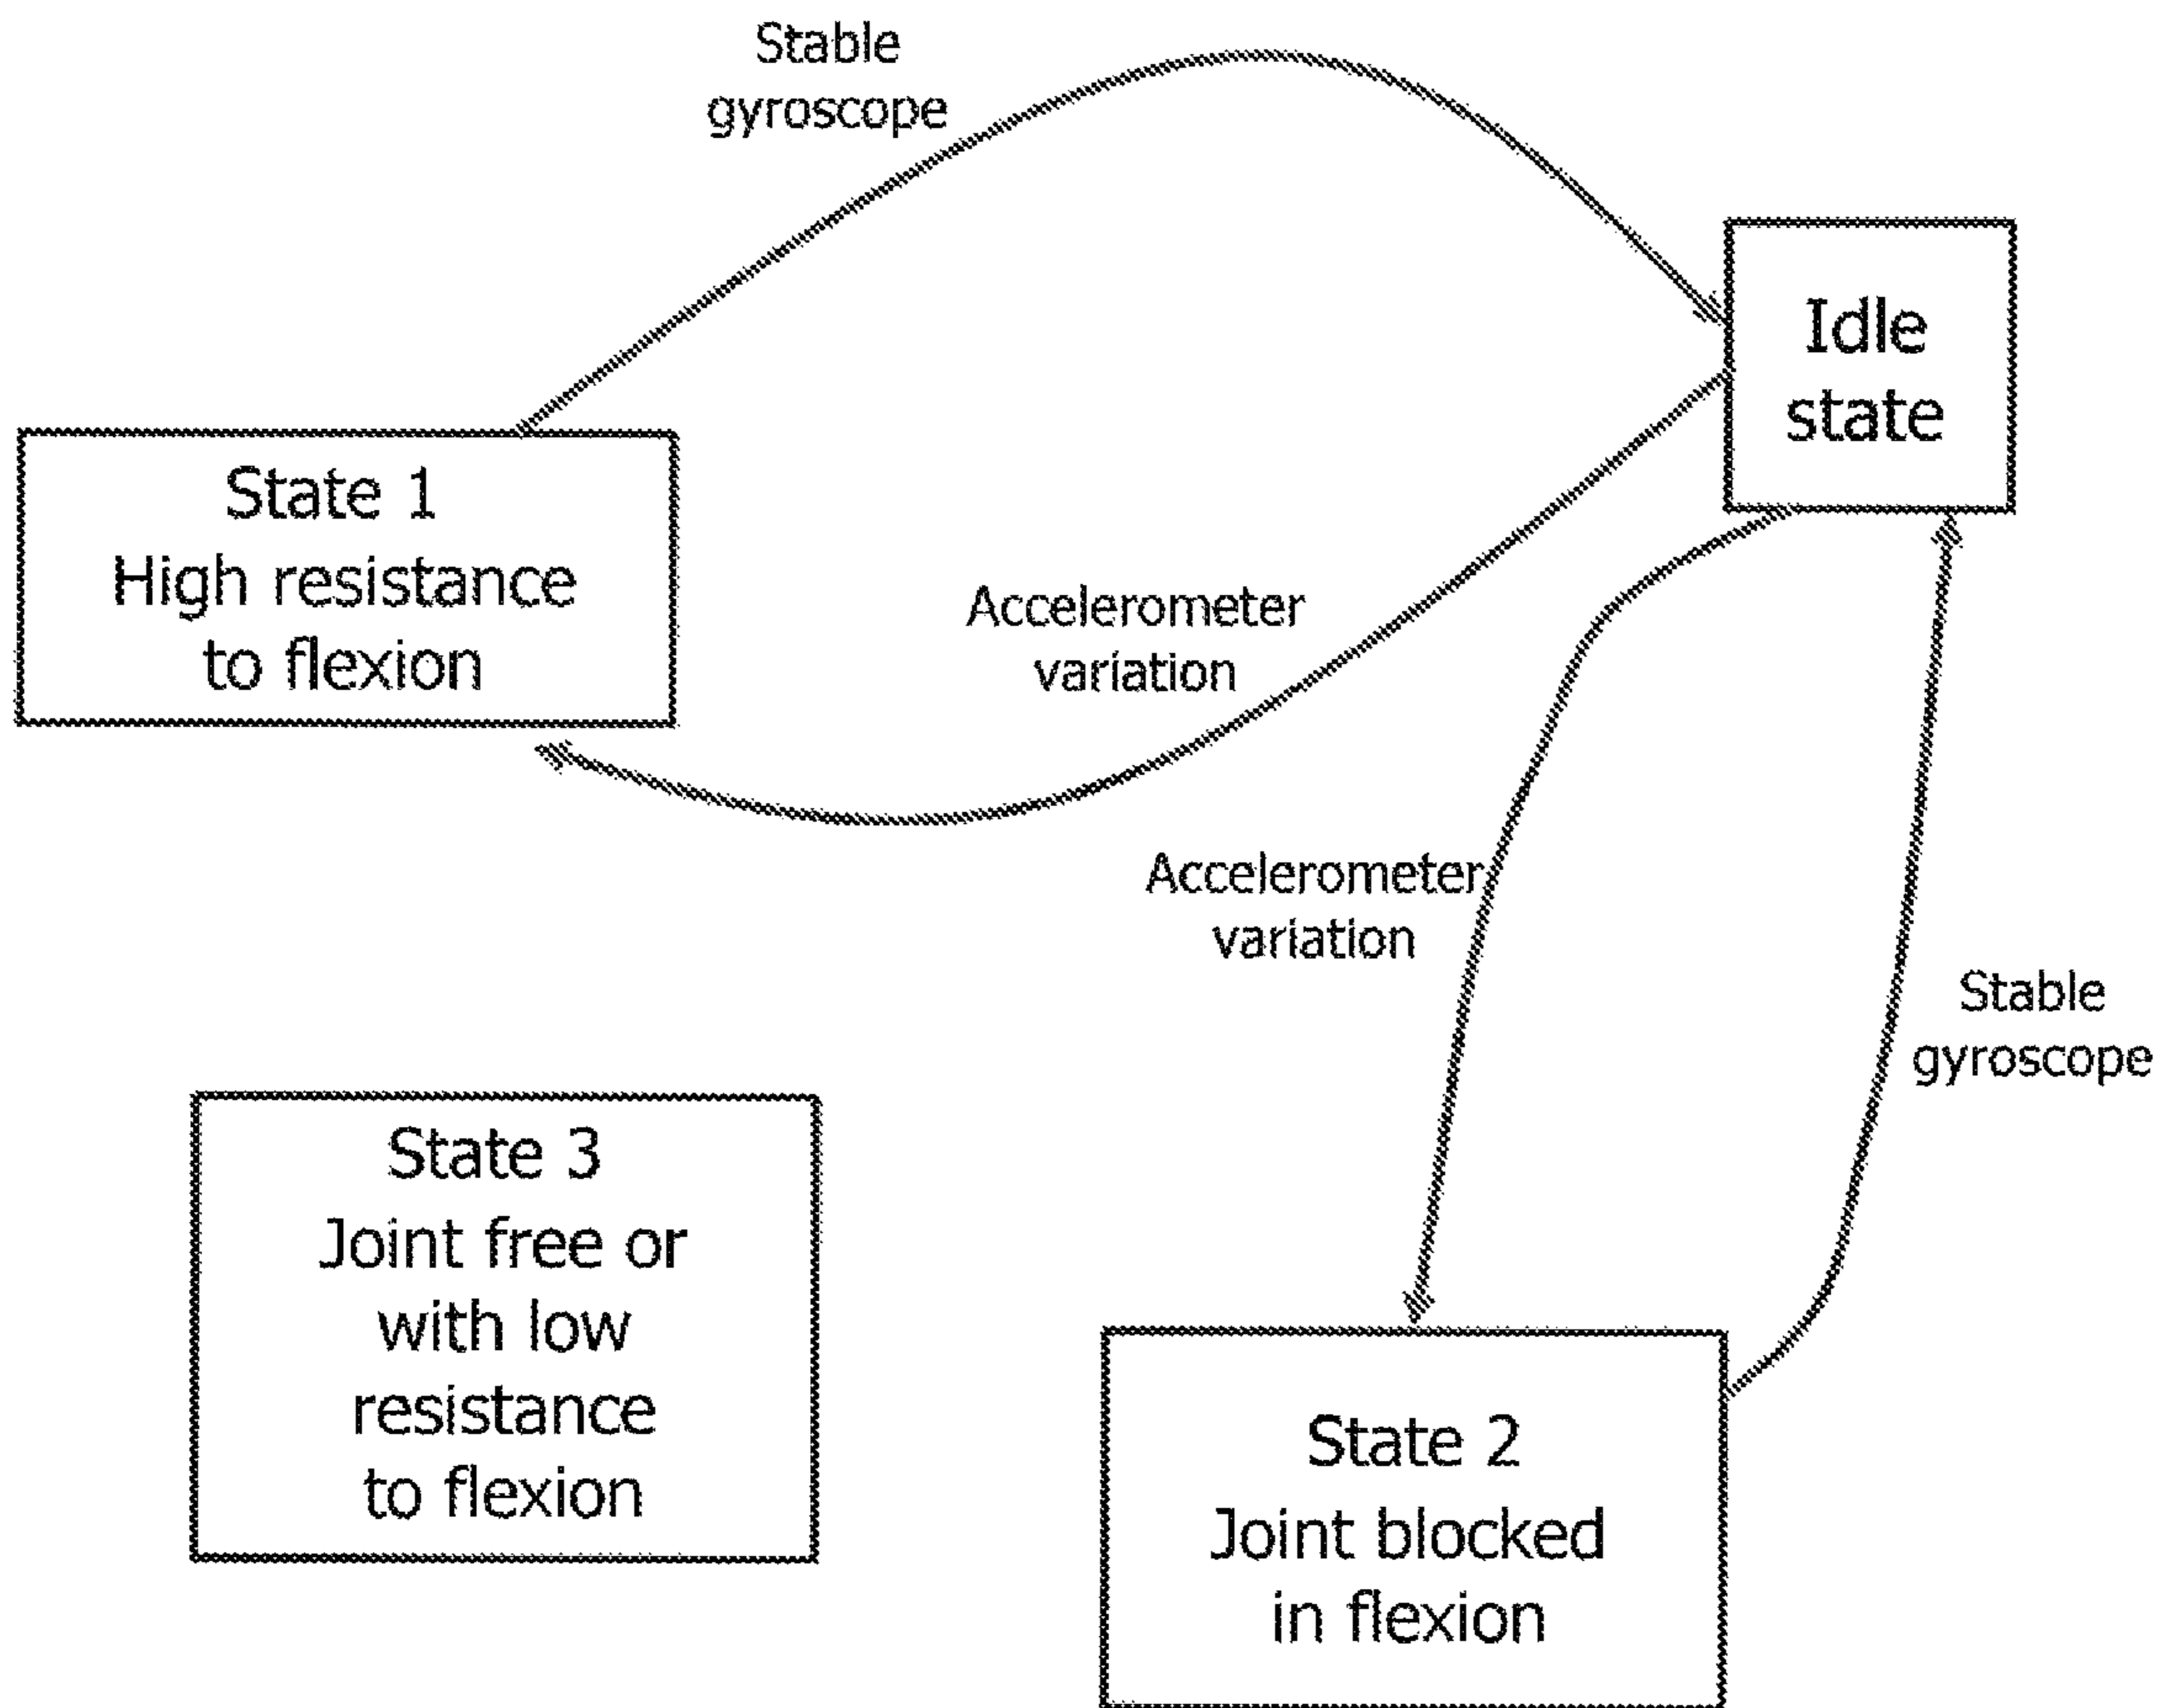 Stable
gyroscope
Idle
state
State 1
High resistance
to flexion
Accelerometer
variation
Accelerometer
variation
Stable
gyroscope
State 3
Joint free or
with low
resistance
to flexion
State 2
Joint blocked
in flexion